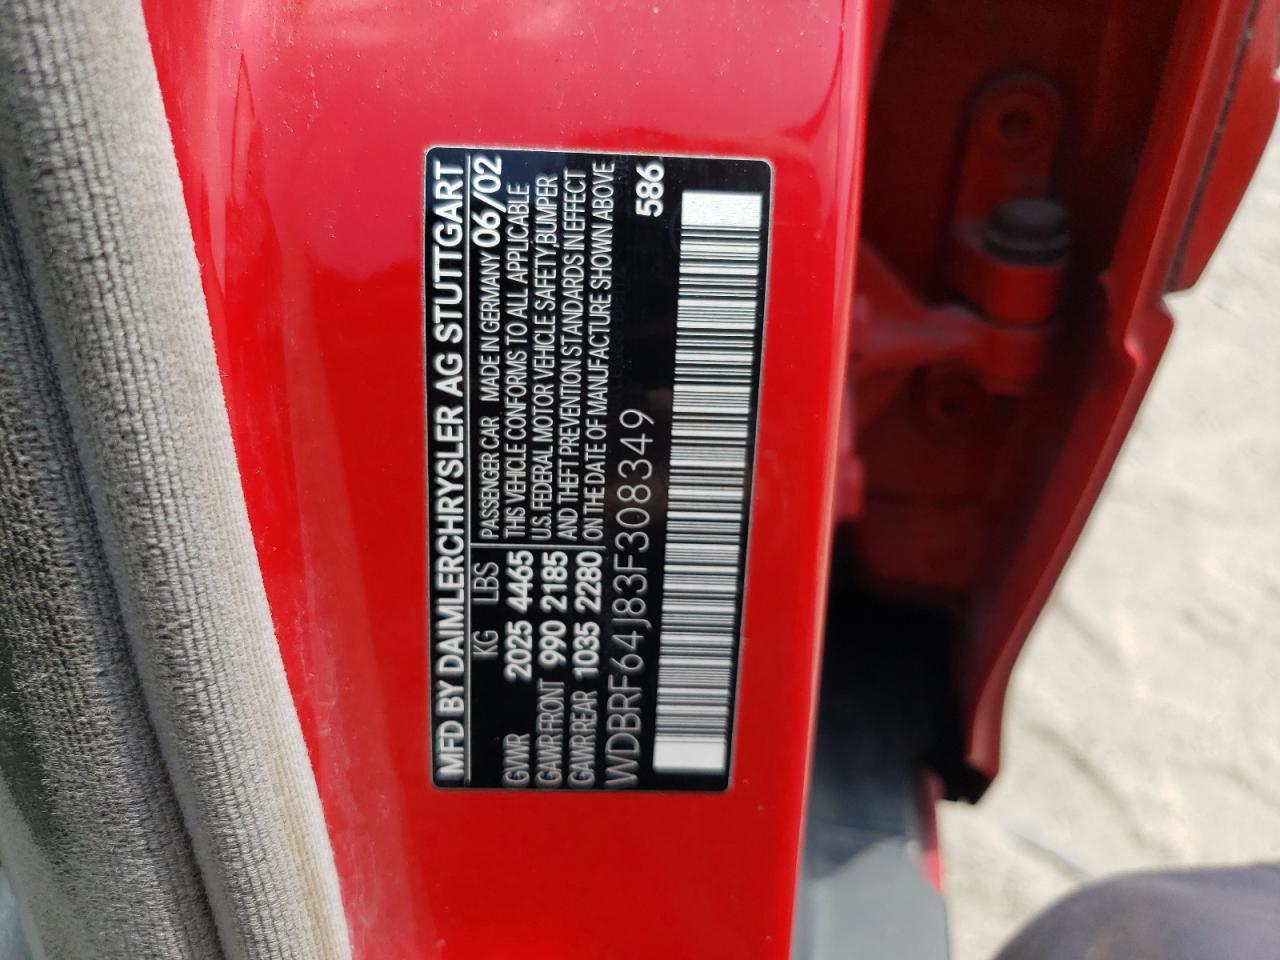 MFD BY DAIMLERCHRYSLER AG STUTTGART
KG LBS PASSENGER CAR MADE IN GERMANY 06/02
GVWR 2025 4465 THIS VEHICLE CONFORMS TO ALL APPLICABLE
GAWR FRONT 990 2185 U.S. FEDERAL MOTOR VEHICLE SAFETY, BUMPER
GAWR REAR 1035 2280 AND THEFT PREVENTION STANDARDS IN EFFECT
ON THE DATE OF MANUFACTURE SHOWN ABOVE
WDBRF64J83F308349
586